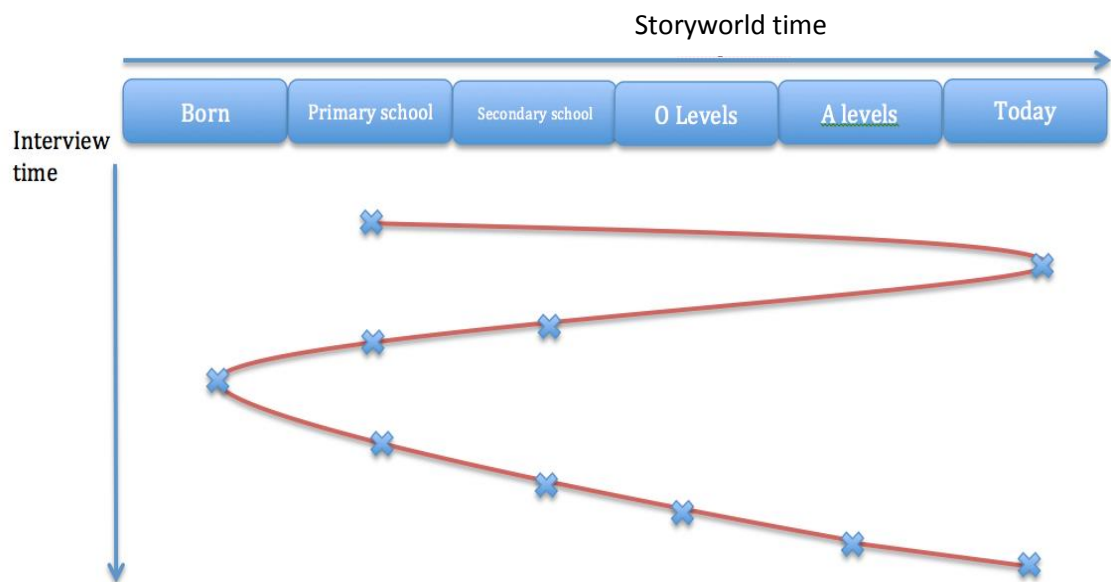 Storyworld time
Born
Primary school
Secondary school
O Levels
A levels
Today
Interview
time